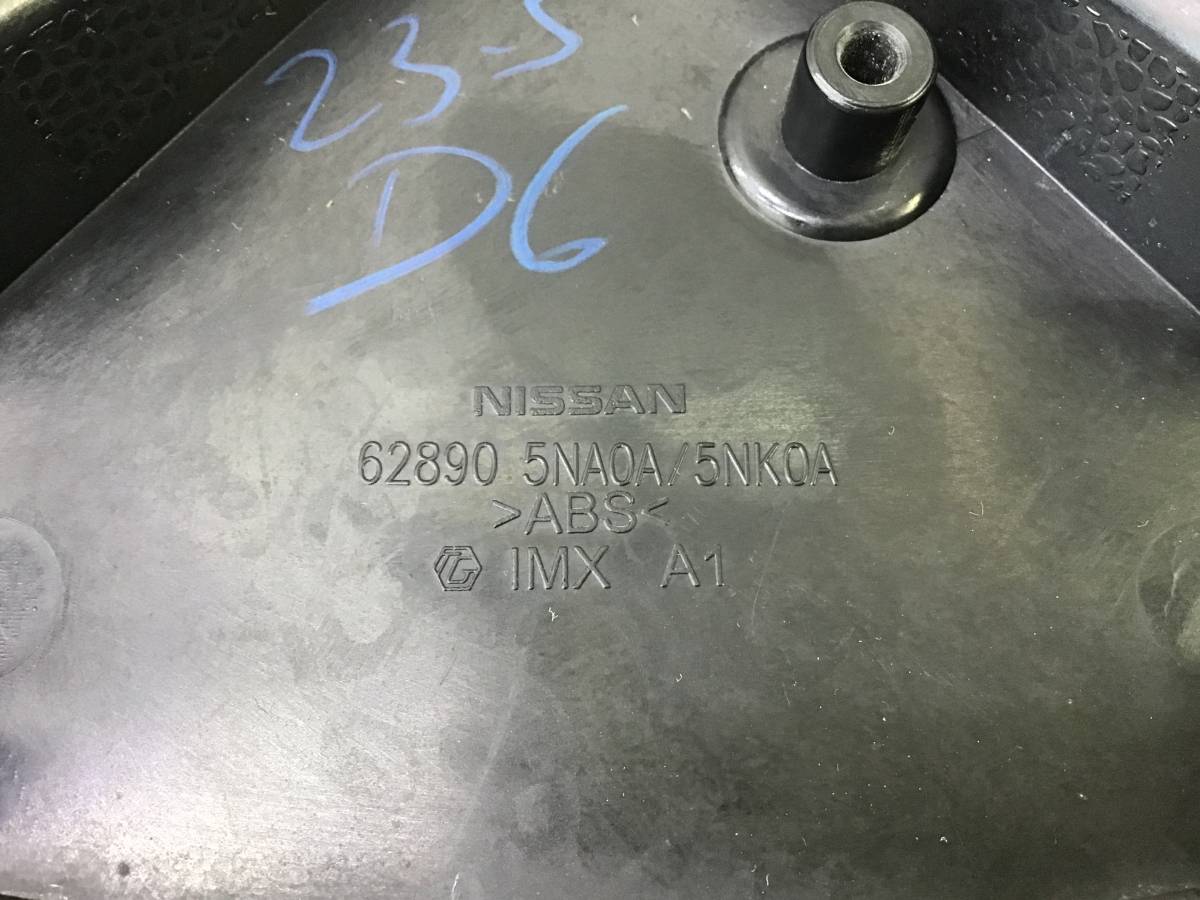 23-5
D6
NISSAN
62890 5NA0A/5NK0A
>ABS<
IMX A1